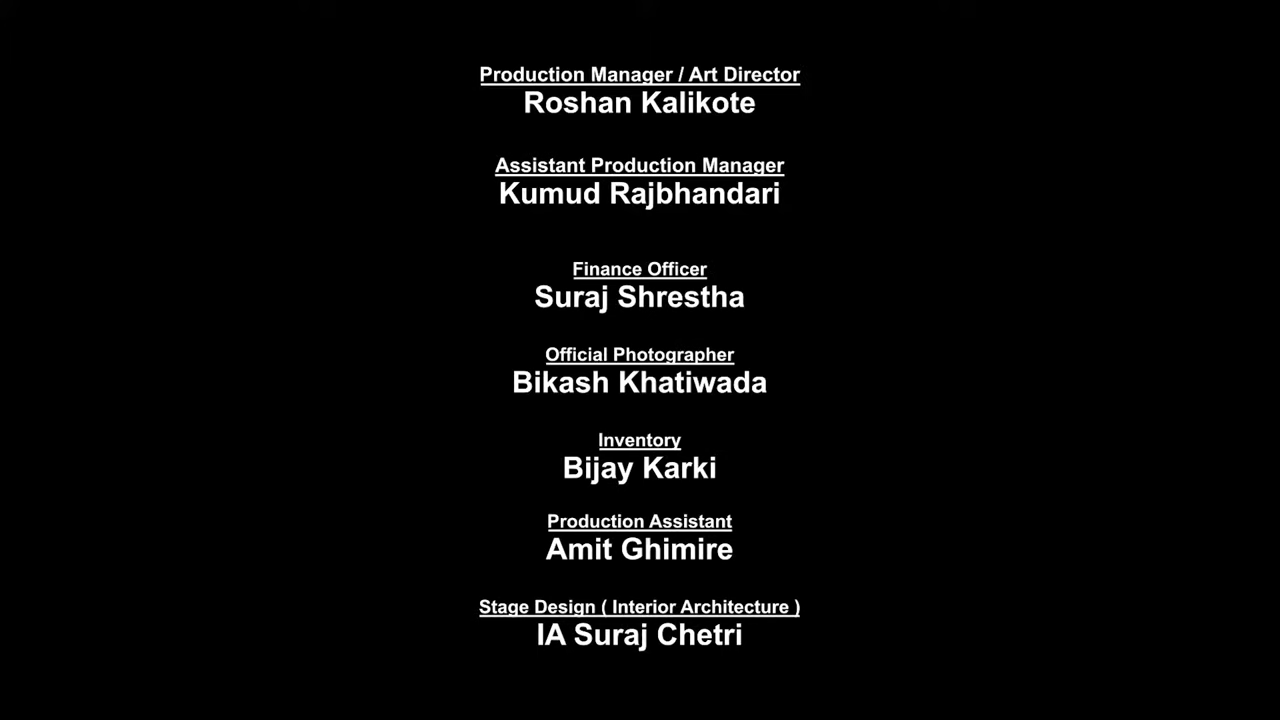 Production Manager / Art Director
Roshan Kalikote
Assistant Production Manager
Kumud Rajbhandari
Finance Officer
Suraj Shrestha
Official Photographer
Bikash Khatiwada
Inventory
Bijay Karki
Production Assistant
Amit Ghimire
Stage Design ( Interior Architecture )
IA Suraj Chetri